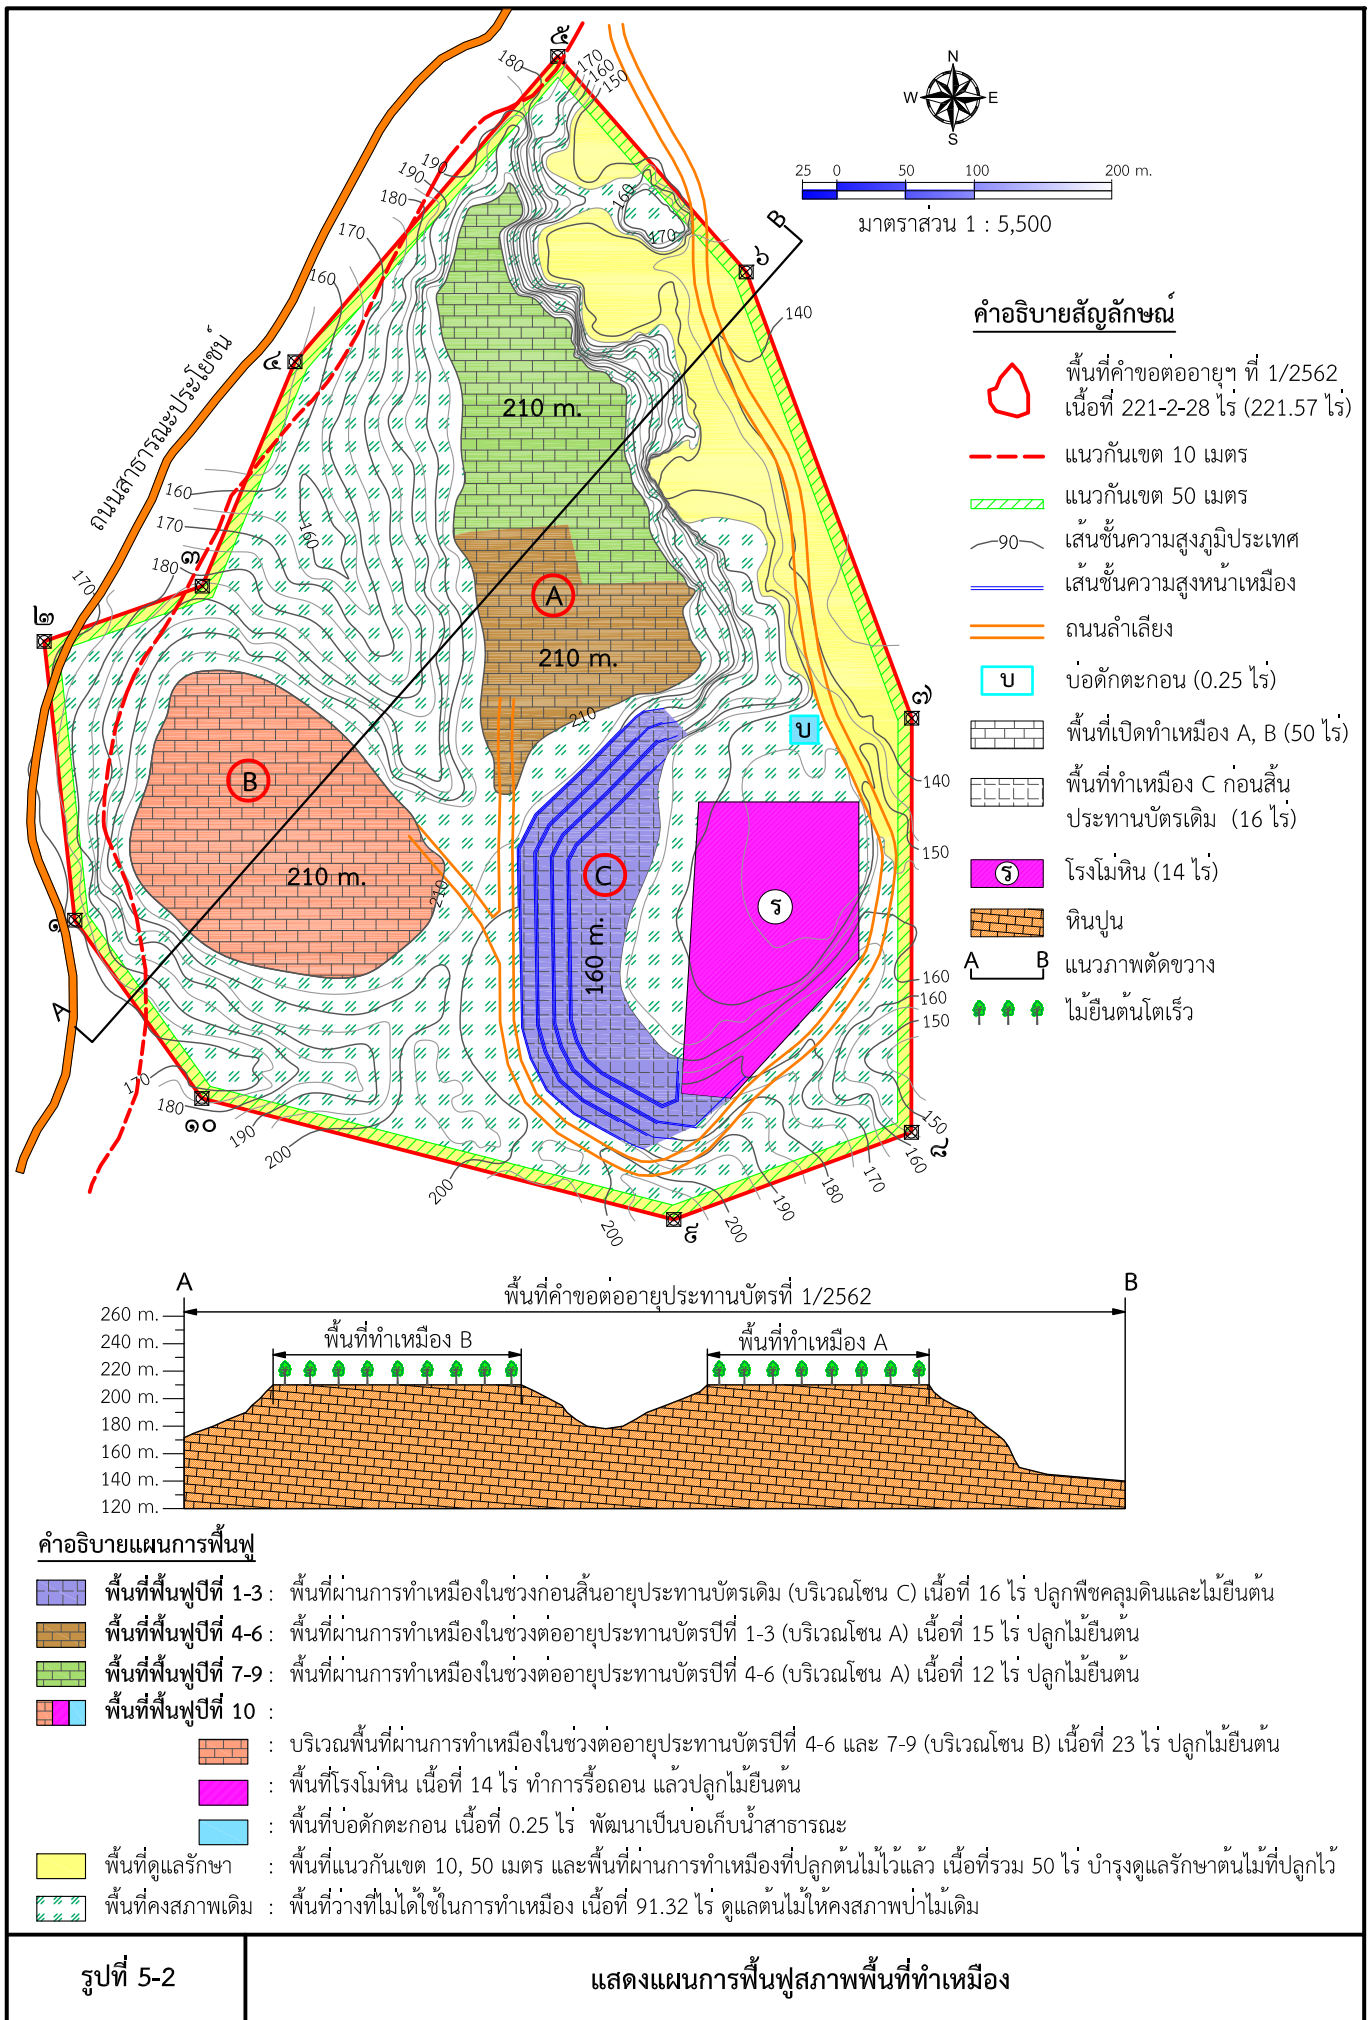 ๕
180
170
160
150
N
W
E
S
25 0 50 100 200 m.
มาตราส่วน 1 : 5,500
190
190
180
170
160
160
170
B
๖
140
ถนนสาธารณะประโยชน์
๔
210 m.
160
170
180
160
170
๓
๒
A
210 m.
210
๗
บ
B
210 m.
210
C
160 m.
ร
140
150
160
160
150
๑
A
170
180
๑๐
190
200
200
200
๙
200
190
180
170
160
150
๘
คำอธิบายสัญลักษณ์
พื้นที่คำขอต่ออายุฯ ที่ 1/2562
เนื้อที่ 221-2-28 ไร่ (221.57 ไร่)
แนวกันเขต 10 เมตร
แนวกันเขต 50 เมตร
90 เส้นชั้นความสูงภูมิประเทศ
เส้นชั้นความสูงหน้าเหมือง
ถนนลำเลียง
บ บ่อดักตะกอน (0.25 ไร่)
พื้นที่เปิดทำเหมือง A, B (50 ไร่)
พื้นที่ทำเหมือง C ก่อนสิ้น
ประทานบัตรเดิม (16 ไร่)
ร โรงโม่หิน (14 ไร่)
หินปูน
A B แนวภาพตัดขวาง
ไม้ยืนต้นโตเร็ว
A B
พื้นที่คำขอต่ออายุประทานบัตรที่ 1/2562
พื้นที่ทำเหมือง B
พื้นที่ทำเหมือง A
260 m.
240 m.
220 m.
200 m.
180 m.
160 m.
140 m.
120 m.
คำอธิบายแผนการฟื้นฟู
พื้นที่ฟื้นฟูปีที่ 1-3 : พื้นที่ผ่านการทำเหมืองในช่วงก่อนสิ้นอายุประทานบัตรเดิม (บริเวณโซน C) เนื้อที่ 16 ไร่ ปลูกพืชคลุมดินและไม้ยืนต้น
พื้นที่ฟื้นฟูปีที่ 4-6 : พื้นที่ผ่านการทำเหมืองในช่วงต่ออายุประทานบัตรปีที่ 1-3 (บริเวณโซน A) เนื้อที่ 15 ไร่ ปลูกไม้ยืนต้น
พื้นที่ฟื้นฟูปีที่ 7-9 : พื้นที่ผ่านการทำเหมืองในช่วงต่ออายุประทานบัตรปีที่ 4-6 (บริเวณโซน A) เนื้อที่ 12 ไร่ ปลูกไม้ยืนต้น
พื้นที่ฟื้นฟูปีที่ 10 :
: บริเวณพื้นที่ผ่านการทำเหมืองในช่วงต่ออายุประทานบัตรปีที่ 4-6 และ 7-9 (บริเวณโซน B) เนื้อที่ 23 ไร่ ปลูกไม้ยืนต้น
: พื้นที่โรงโม่หิน เนื้อที่ 14 ไร่ ทำการรื้อถอน แล้วปลูกไม้ยืนต้น
: พื้นที่บ่อดักตะกอน เนื้อที่ 0.25 ไร่ พัฒนาเป็นบ่อเก็บน้ำสาธารณะ
พื้นที่ดูแลรักษา : พื้นที่แนวกันเขต 10, 50 เมตร และพื้นที่ผ่านการทำเหมืองที่ปลูกต้นไม้ไว้แล้ว เนื้อที่รวม 50 ไร่ บำรุงดูแลรักษาต้นไม้ที่ปลูกไว้
พื้นที่คงสภาพเดิม : พื้นที่ว่างที่ไม่ได้ใช้ในการทำเหมือง เนื้อที่ 91.32 ไร่ ดูแลต้นไม้ให้คงสภาพป่าไม้เดิม
รูปที่ 5-2
แสดงแผนการฟื้นฟูสภาพพื้นที่ทำเหมือง